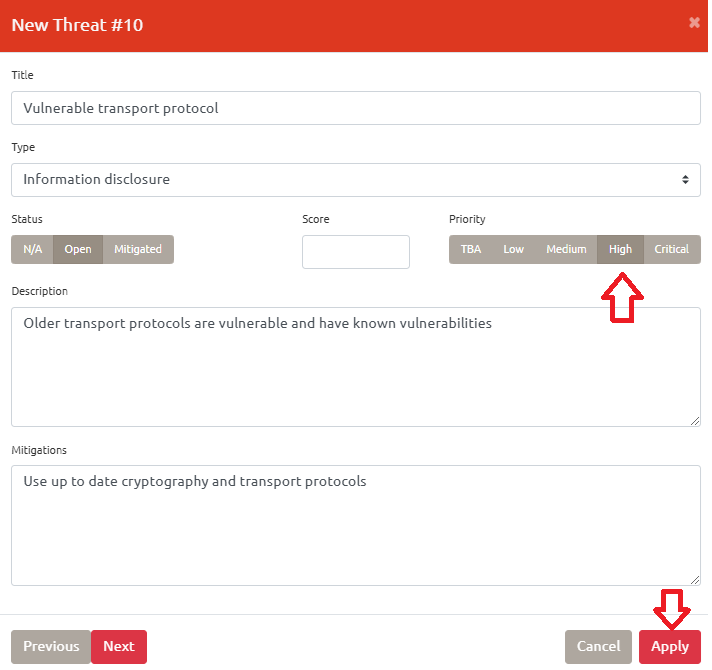 New Threat #10
Title
Vulnerable transport protocol
Type
Information disclosure
Status Score Priority
N/A Open Mitigated TBA Low Medium High Critical
Description
Older transport protocols are vulnerable and have known vulnerabilities
Mitigations
Use up to date cryptography and transport protocols
Previous Next Cancel Apply